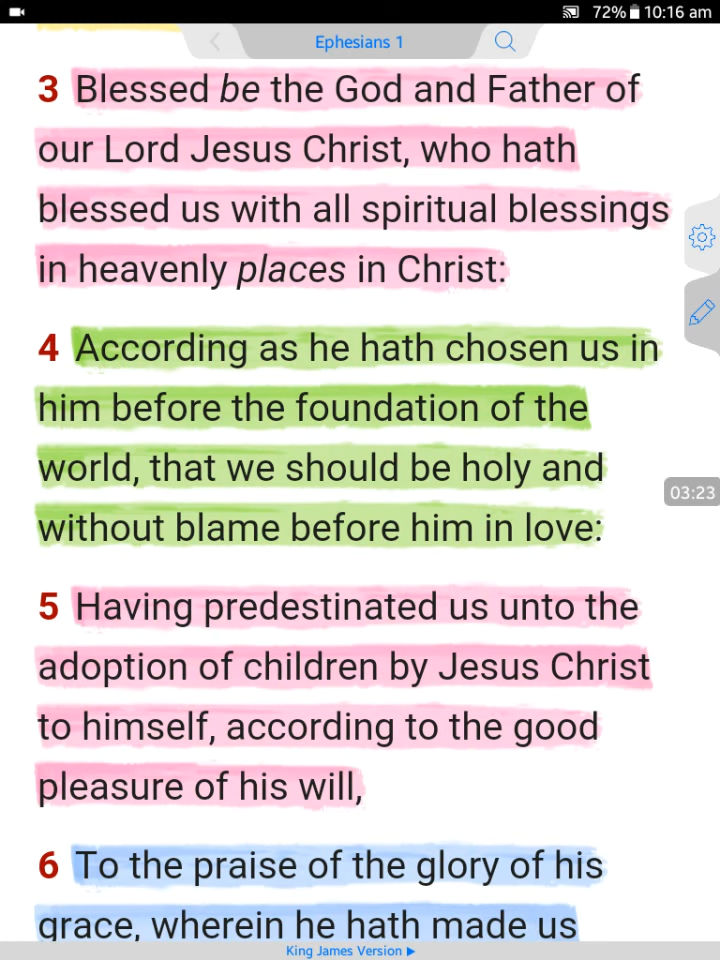 72% 10:16 am
Ephesians 1
3 Blessed be the God and Father of
our Lord Jesus Christ, who hath
blessed us with all spiritual blessings
in heavenly places in Christ:
4 According as he hath chosen us in
him before the foundation of the
world, that we should be holy and
without blame before him in love:
03:23
5 Having predestinated us unto the
adoption of children by Jesus Christ
to himself, according to the good
pleasure of his will,
6 To the praise of the glory of his
grace, wherein he hath made us
King James Version ▶